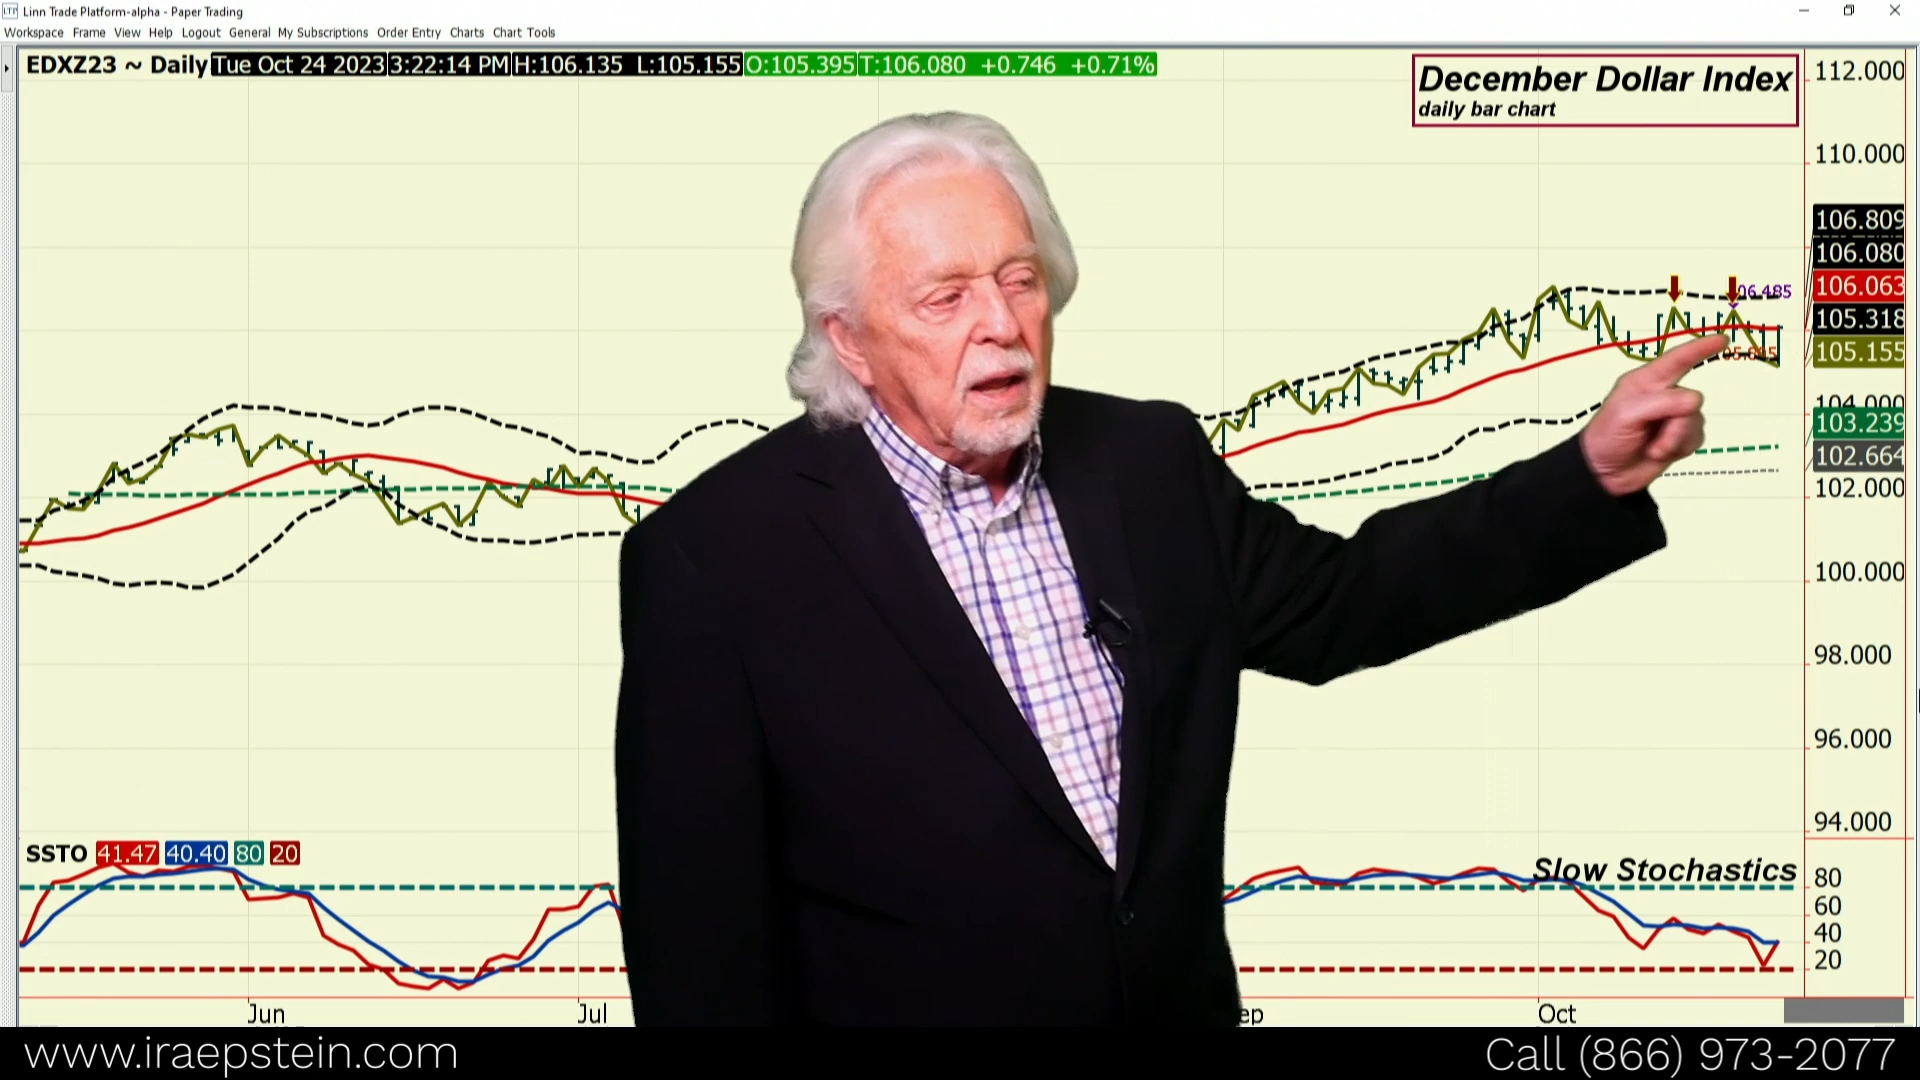 Linn Trade Platform-alpha - Paper Trading
Workspace Frame View Help Logout General My Subscriptions Order Entry Charts Chart Tools
EDXZ23 ~ Daily Tue Oct 24 2023 3:22:14 PM H:106.135 L:105.155 O:105.395 T:106.080 +0.746 +0.71%
December Dollar Index
daily bar chart
112.000
110.000
106.809
106.080
106.063
105.318
105.155
104.000
103.239
102.664
102.000
100.000
98.000
96.000
94.000
06.485
SSTO 41.47 40.40 80 20
Slow Stochastics
80
60
40
20
Jun Jul ep Oct
www.iraepstein.com
Call (866) 973-2077